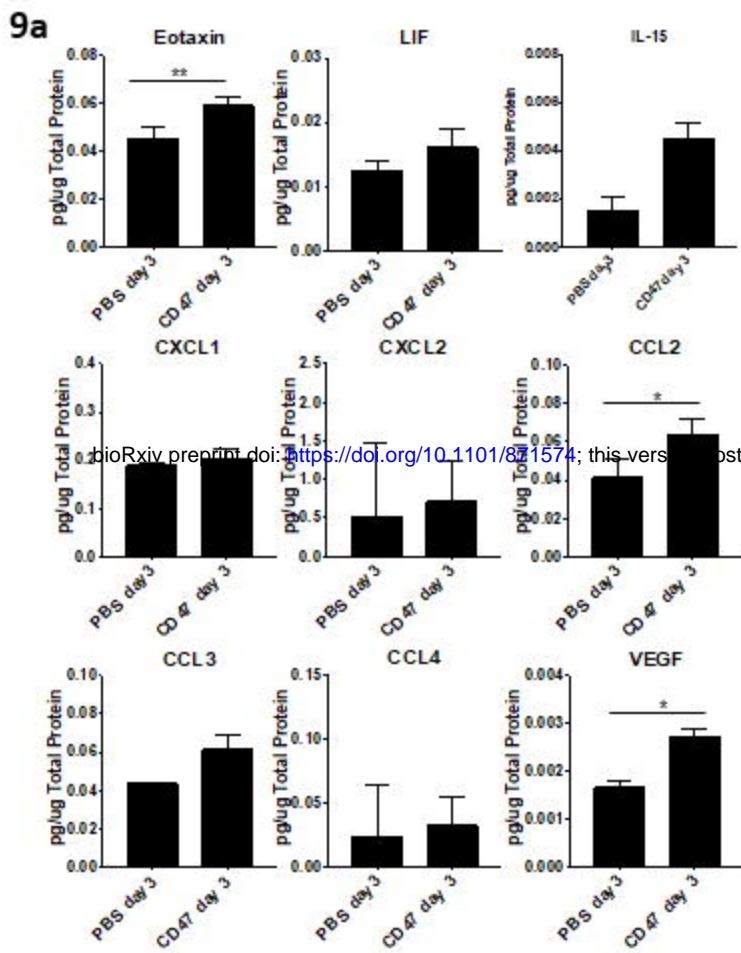 9a
Eotaxin
pg/ug Total Protein
0.08
0.06
0.04
0.02
0.00
**
PBS day 3
CD47 day 3
LIF
pg/ug Total Protein
0.03
0.02
0.01
0.00
PBS day 3
CD47 day 3
IL-15
pg/ug Total Protein
0.008
0.006
0.004
0.002
0.000
PBS day 3
CD47 day 3
CXCL1
pg/ug Total Protein
0.4
0.3
0.2
0.1
0.0
PBS day 3
CD47 day 3
CXCL2
pg/ug Total Protein
2.5
2.0
1.5
1.0
0.5
0.0
PBS day 3
CD47 day 3
CCL2
pg/ug Total Protein
0.10
0.08
0.06
0.04
0.02
0.00
*
PBS day 3
CD47 day 3
bioRxiv preprint doi: https://doi.org/10.1101/871574; this vers
CCL3
pg/ug Total Protein
0.10
0.08
0.06
0.04
0.02
0.00
PBS day 3
CD47 day 3
CCL4
pg/ug Total Protein
0.15
0.10
0.05
0.00
PBS day 3
CD47 day 3
VEGF
pg/ug Total Protein
0.004
0.003
0.002
0.001
0.000
*
PBS day 3
CD47 day 3